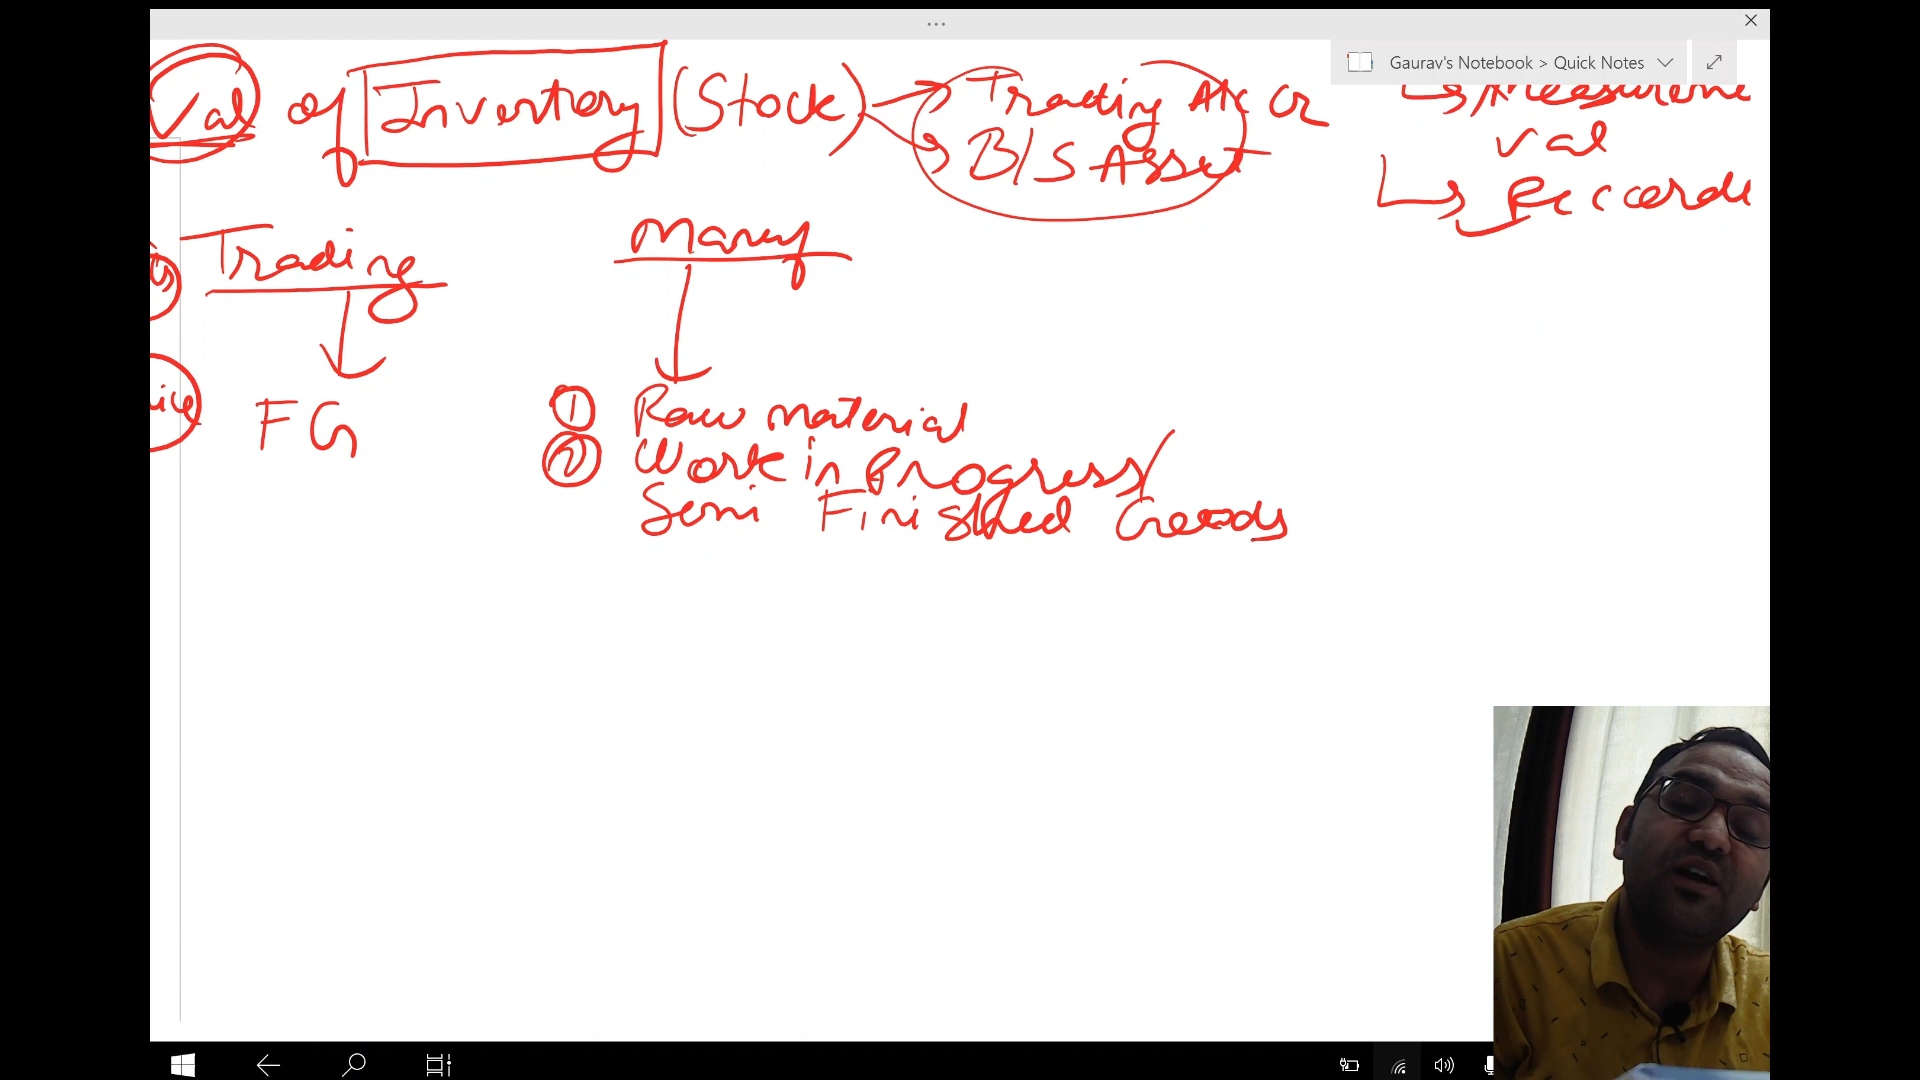 Gaurav's Notebook > Quick Notes
Val of Inventory (Stock) → Trading A/c Cr
→ B/S Asset
val
Trading
Manuf
FG
① Raw material
② Work in Progress/
Semi Finished Goods